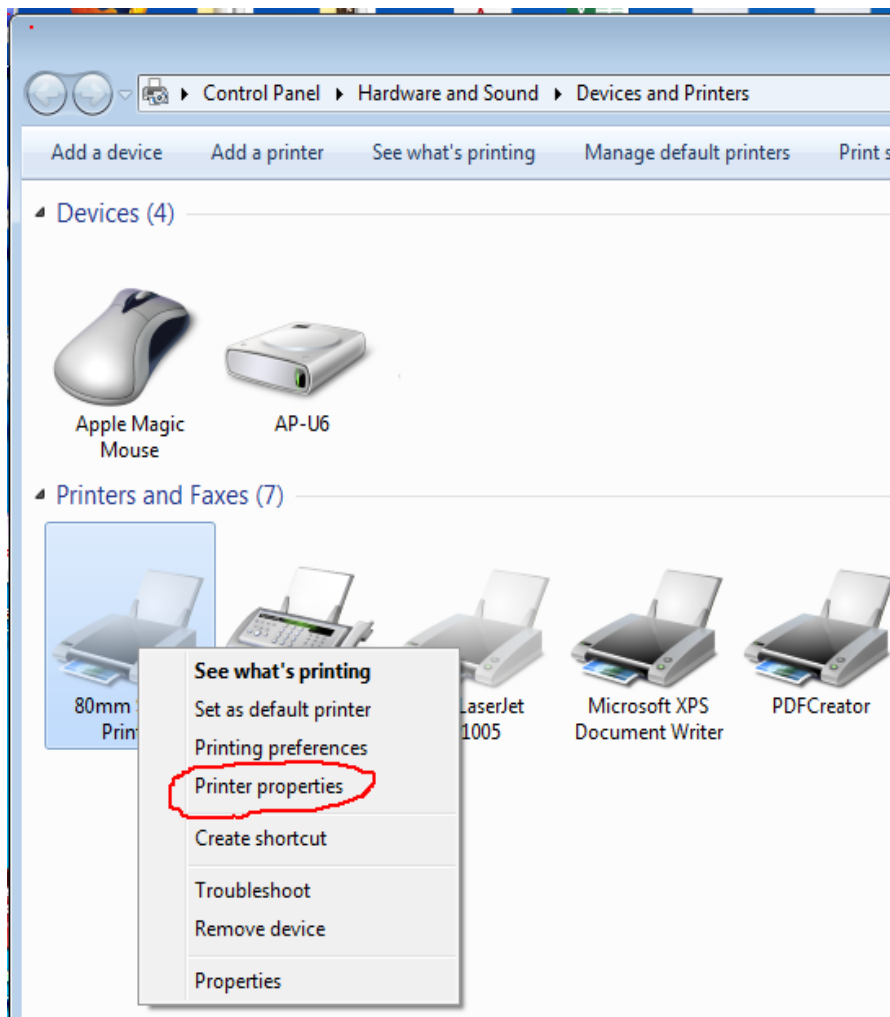 Control Panel Hardware and Sound Devices and Printers
Add a device Add a printer See what's printing Manage default printers Print
Devices (4)
Apple Magic
Mouse
AP-U6
Printers and Faxes (7)
80mm
LaserJet
1005
Microsoft XPS
Document Writer
PDFCreator
See what's printing
Set as default printer
Printing preferences
Printer properties
Create shortcut
Troubleshoot
Remove device
Properties